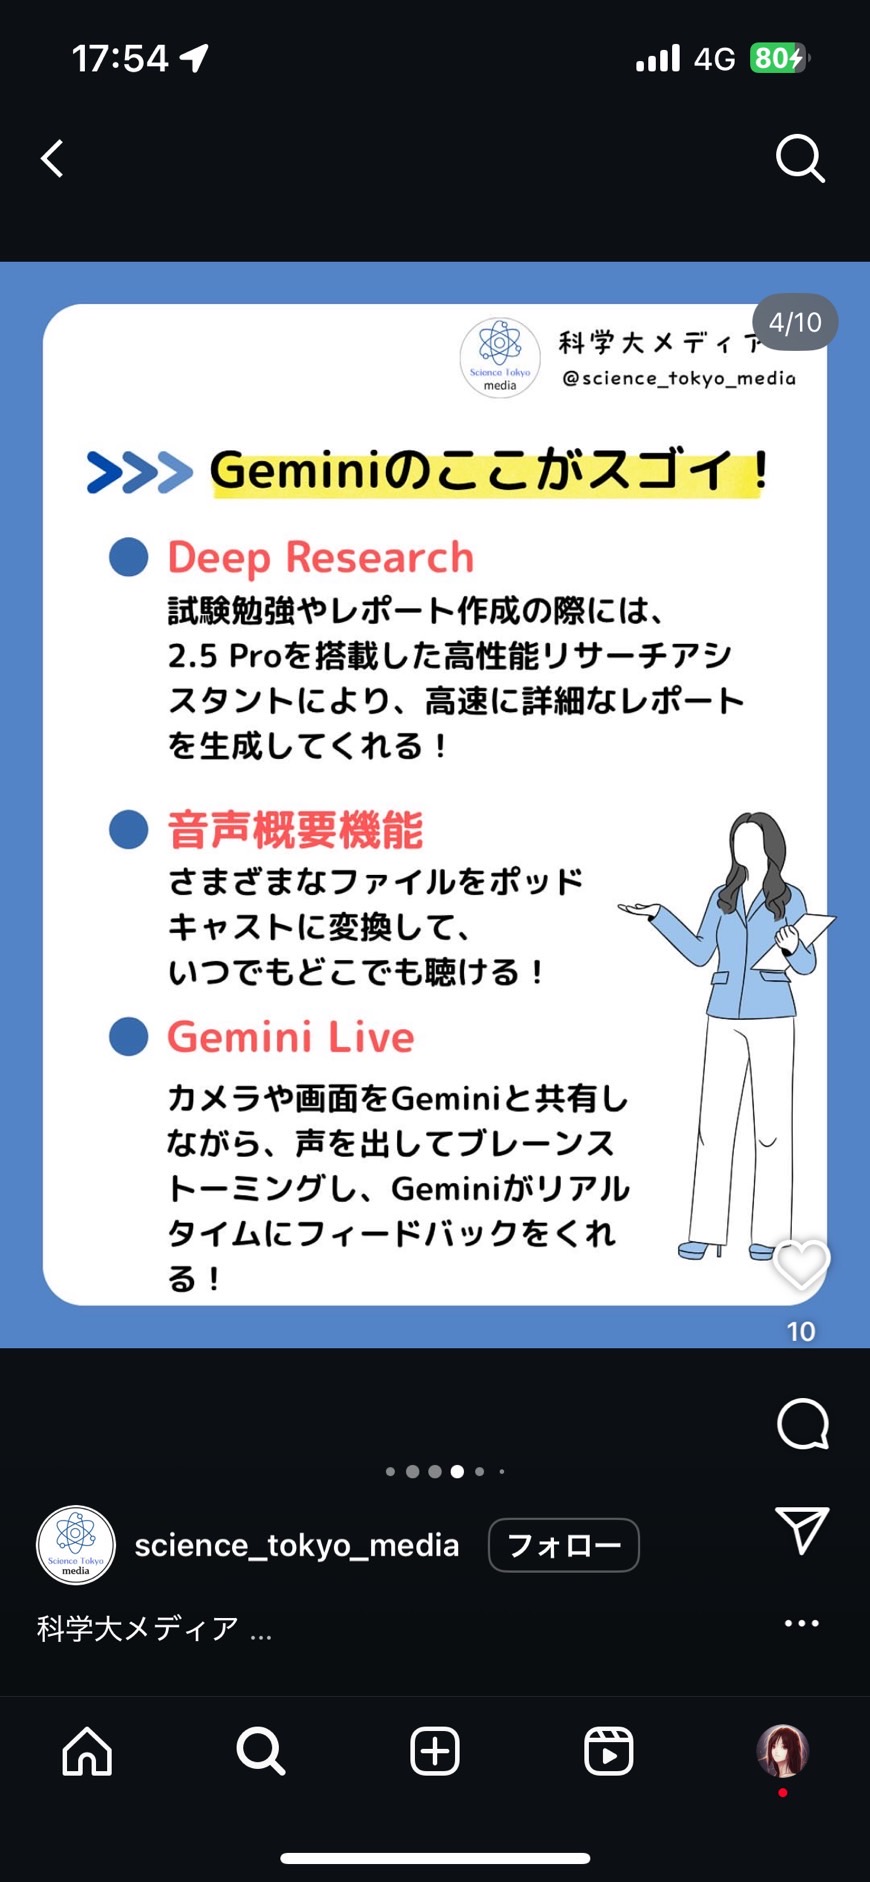 17:54
4G
80
4/10
Science Tokyo
media
科学大メディア
@science_tokyo_media
Geminiのここがスゴイ！
Deep Research
試験勉強やレポート作成の際には、
2.5 Proを搭載した高性能リサーチアシ
スタントにより、高速に詳細なレポート
を生成してくれる！
音声概要機能
さまざまなファイルをポッド
キャストに変換して、
いつでもどこでも聴ける！
Gemini Live
カメラや画面をGeminiと共有し
ながら、声を出してブレーンス
トーミングし、Geminiがリアル
タイムにフィードバックをくれ
る！
10
Science Tokyo
media
science_tokyo_media
フォロー
科学大メディア ...